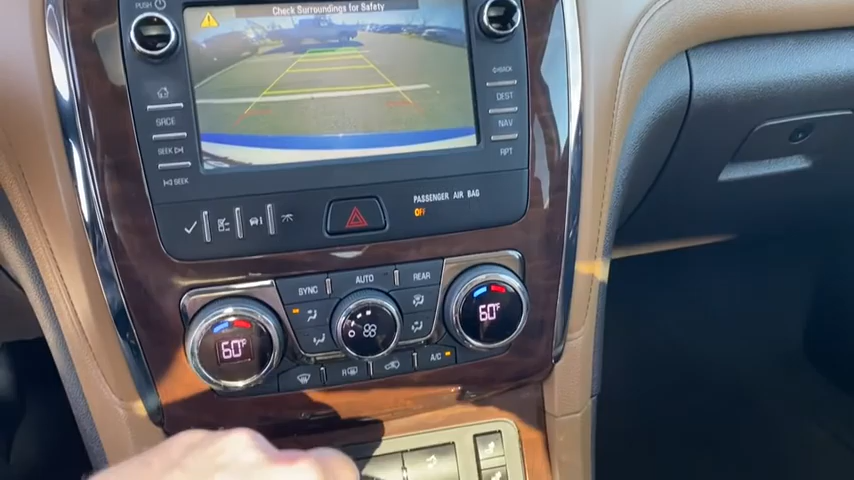 PUSH
Check Surroundings for Safety
BACK
DEST
NAV
RPT
SRCE
SEEK
SEEK
PASSENGER AIR BAG
OFF
SYNC
AUTO
REAR
60°F
60
R
A/C